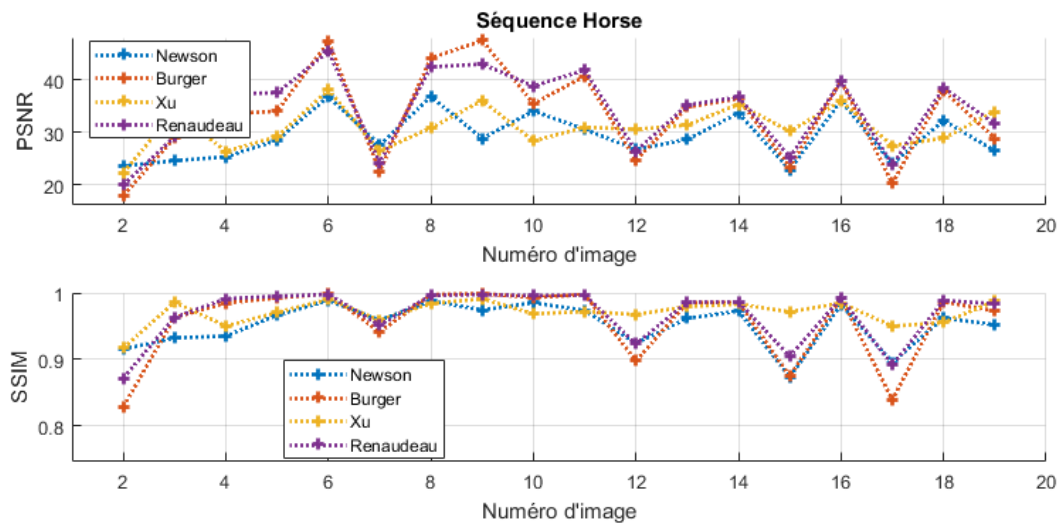 Séquence Horse
PSNR
40
30
20
Newson
Burger
Xu
Renaudeau
2 4 6 8 10 12 14 16 18 20
Numéro d'image
SSIM
1
0.9
0.8
Newson
Burger
Xu
Renaudeau
2 4 6 8 10 12 14 16 18 20
Numéro d'image